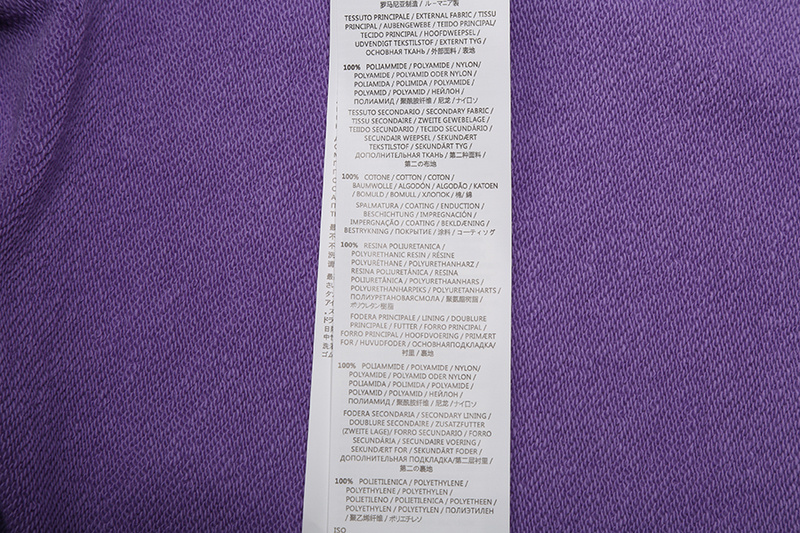 罗马尼亚制造 / ルーマニア製
TESSUTO PRINCIPALE / EXTERNAL FABRIC / TISSU
PRINCIPAL / AUßENGEWEBE / TEJIDO PRINCIPAL/
TECIDO PRINCIPAL / HOOFDWEEFSEL/
UDVENDIGT TEKSTILSTOF / EXTERNT TYG /
ОСНОВНАЯ ТКАНЬ / 外部面料 / 表地
100% POLIAMMIDE / POLYAMIDE / NYLON/
POLYAMIDE / POLYAMID ODER NYLON/
POLIAMIDA / POLIMIDA / POLYAMIDE /
POLYAMID / POLYAMID / НЕЙЛОН /
ПОЛИАМИД / 聚酰胺纤维 / 尼龙 / ナイロン
TESSUTO SECONDARIO / SECONDARY FABRIC /
TISSU SECONDAIRE / ZWEITE GEWEBELAGE /
TEJIDO SECUNDARIO / TECIDO SECUNDÁRIO /
SECUNDAIR WEEPSEL / SEKUNDÆRT
TEKSTILSTOF / SEKUNDÄRT TYG /
ДОПОЛНИТЕЛЬНАЯ ТКАНЬ / 第二种面料 /
第二の布地
100% COTONE / COTTON / COTON /
BAUMWOLLE / ALGODÓN / ALGODÃO / KATOEN
/ BOMULD / BOMULL / ХЛОПОК / 棉/ 綿
SPALMATURA / COATING / ENDUCTION /
BESCHICHTUNG / IMPREGNACIÓN /
IMPERGNAÇÃO / COATING / BEKLDÆNING /
BESTRYKNING / ПОКРЫТИЕ / 涂料 / コーティング
100% RESINA POLIURETANICA /
POLYURETHANIC RESIN / RÉSINE
POLYURÉTHANE / POLYURETHANHARZ /
RESINA POLIURETÁNICA / RESINA
POLIURETÂNICA / POLYURETHAANHARS /
POLYURETHANHARPIKS / POLYURETANHARTS /
ПОЛИУРЕТАНОВАЯСМОЛА / 聚氨酯树脂 /
ポリウレタン樹脂
FODERA PRINCIPALE / LINING / DOUBLURE
PRINCIPALE / FUTTER / FORRO PRINCIPAL /
FORRO PRINCIPAL / HOOFDVOERING / PRIMÆRT
FOR / HUVUDFODER / ОСНОВНАЯПОДКЛАДКА/
衬里 / 裏地
100% POLIAMMIDE / POLYAMIDE / NYLON /
POLYAMIDE / POLYAMID ODER NYLON /
POLIAMIDA / POLIMIDA / POLYAMIDE /
POLYAMID / POLYAMID / НЕЙЛОН /
ПОЛИАМИД / 聚酰胺纤维 / 尼龙 / ナイロン
FODERA SECONDARIA / SECONDARY LINING /
DOUBLURE SECONDAIRE / ZUSATZFUTTER
(ZWEITE LAGE)/ FORRO SECUNDARIO / FORRO
SECUNDÁRIA / SECUNDAIRE VOERING /
SEKUNDÆRT FOR / SEKUNDÄRT FODER /
ДОПОЛНИТЕЛЬНАЯ ПОДКЛАДКА/第二层衬里 /
第二の裏地
100% POLIETILENICA / POLYETHYLENE /
POLYETHYLENE / POLYETHYLEN /
POLIETILENO / POLIETILENICA / POLYETHEEN /
POLYETHYLEN / POLYETYLEN / ПОЛИЭТИЛЕН
/ 聚乙烯纤维 / ポリエチレン
ISO